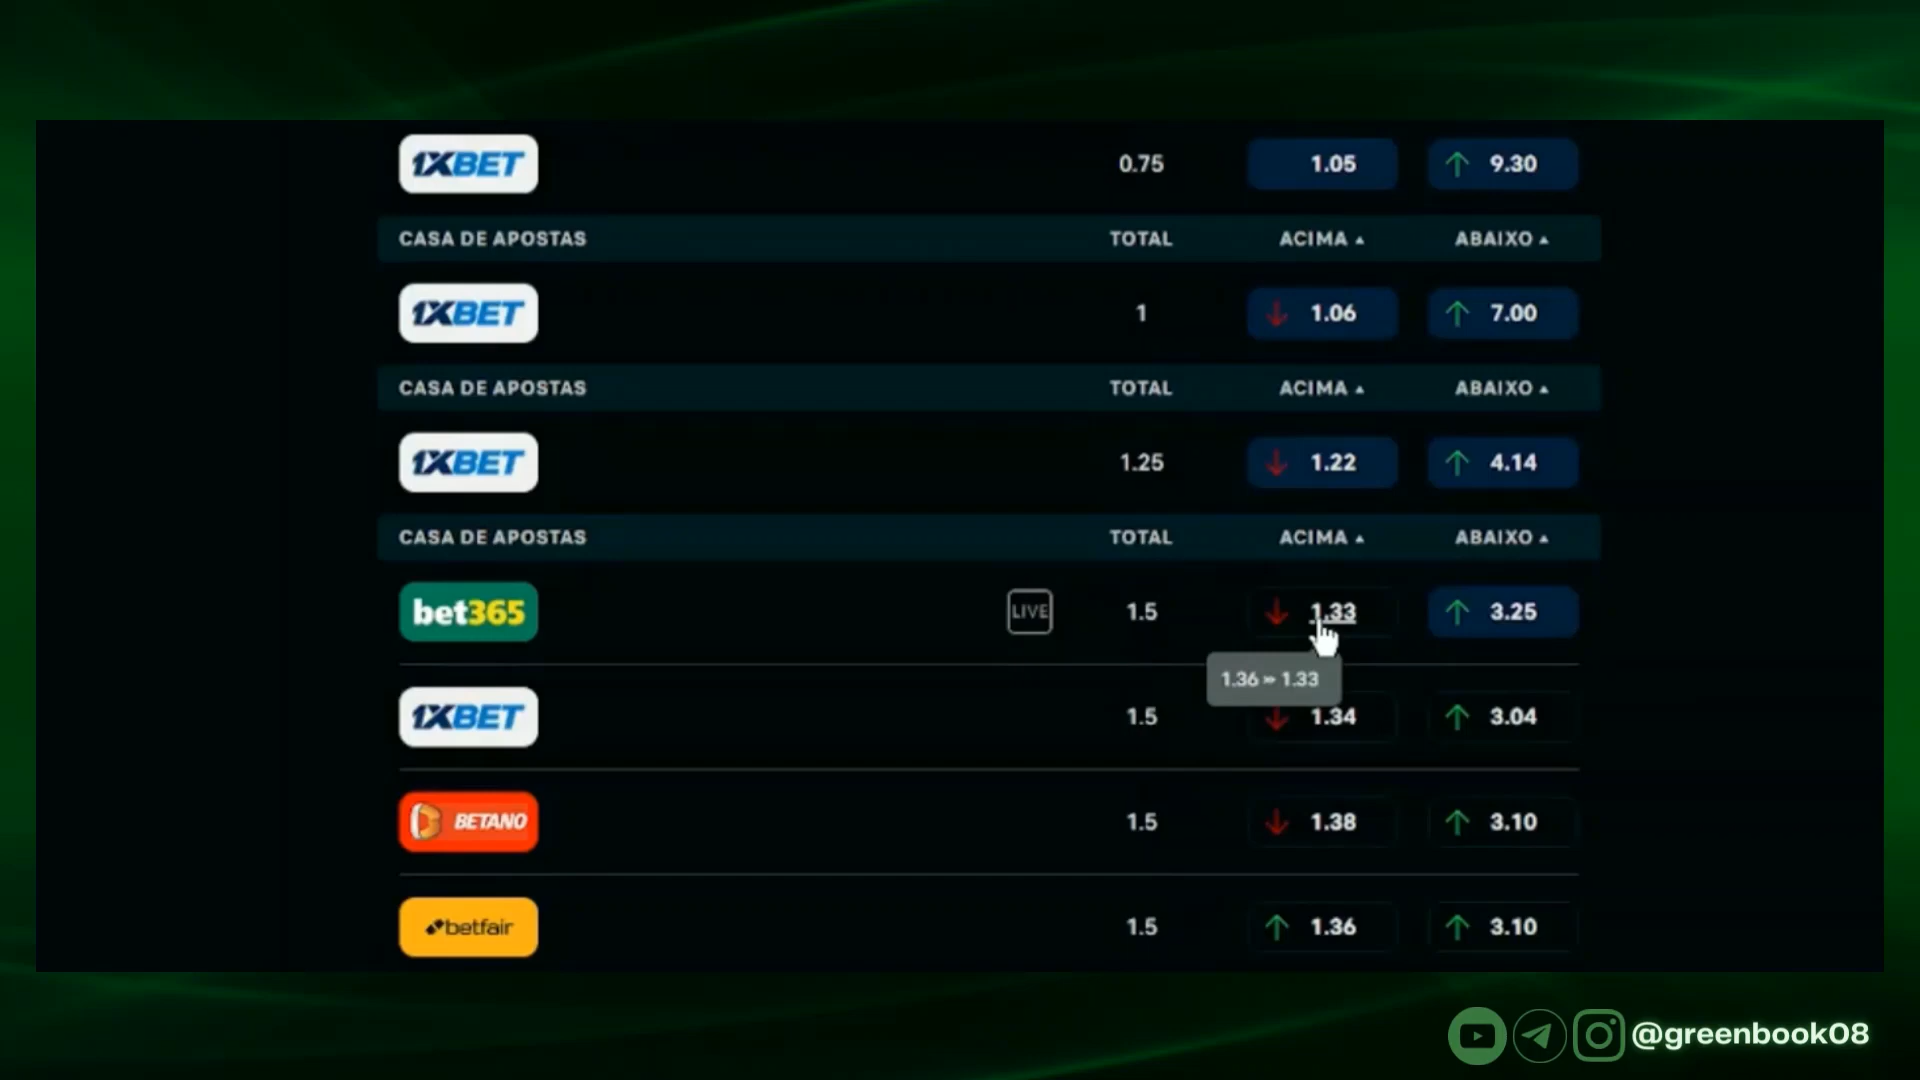 1XBET 0.75 1.05 9.30
CASA DE APOSTAS TOTAL ACIMA ABAIXO
1XBET 1 1.06 7.00
CASA DE APOSTAS TOTAL ACIMA ABAIXO
1XBET 1.25 1.22 4.14
CASA DE APOSTAS TOTAL ACIMA ABAIXO
bet365 LIVE 1.5 1.33 3.25
1.36 » 1.33
1XBET 1.5 1.34 3.04
BETANO 1.5 1.38 3.10
betfair 1.5 1.36 3.10
@greenbook08